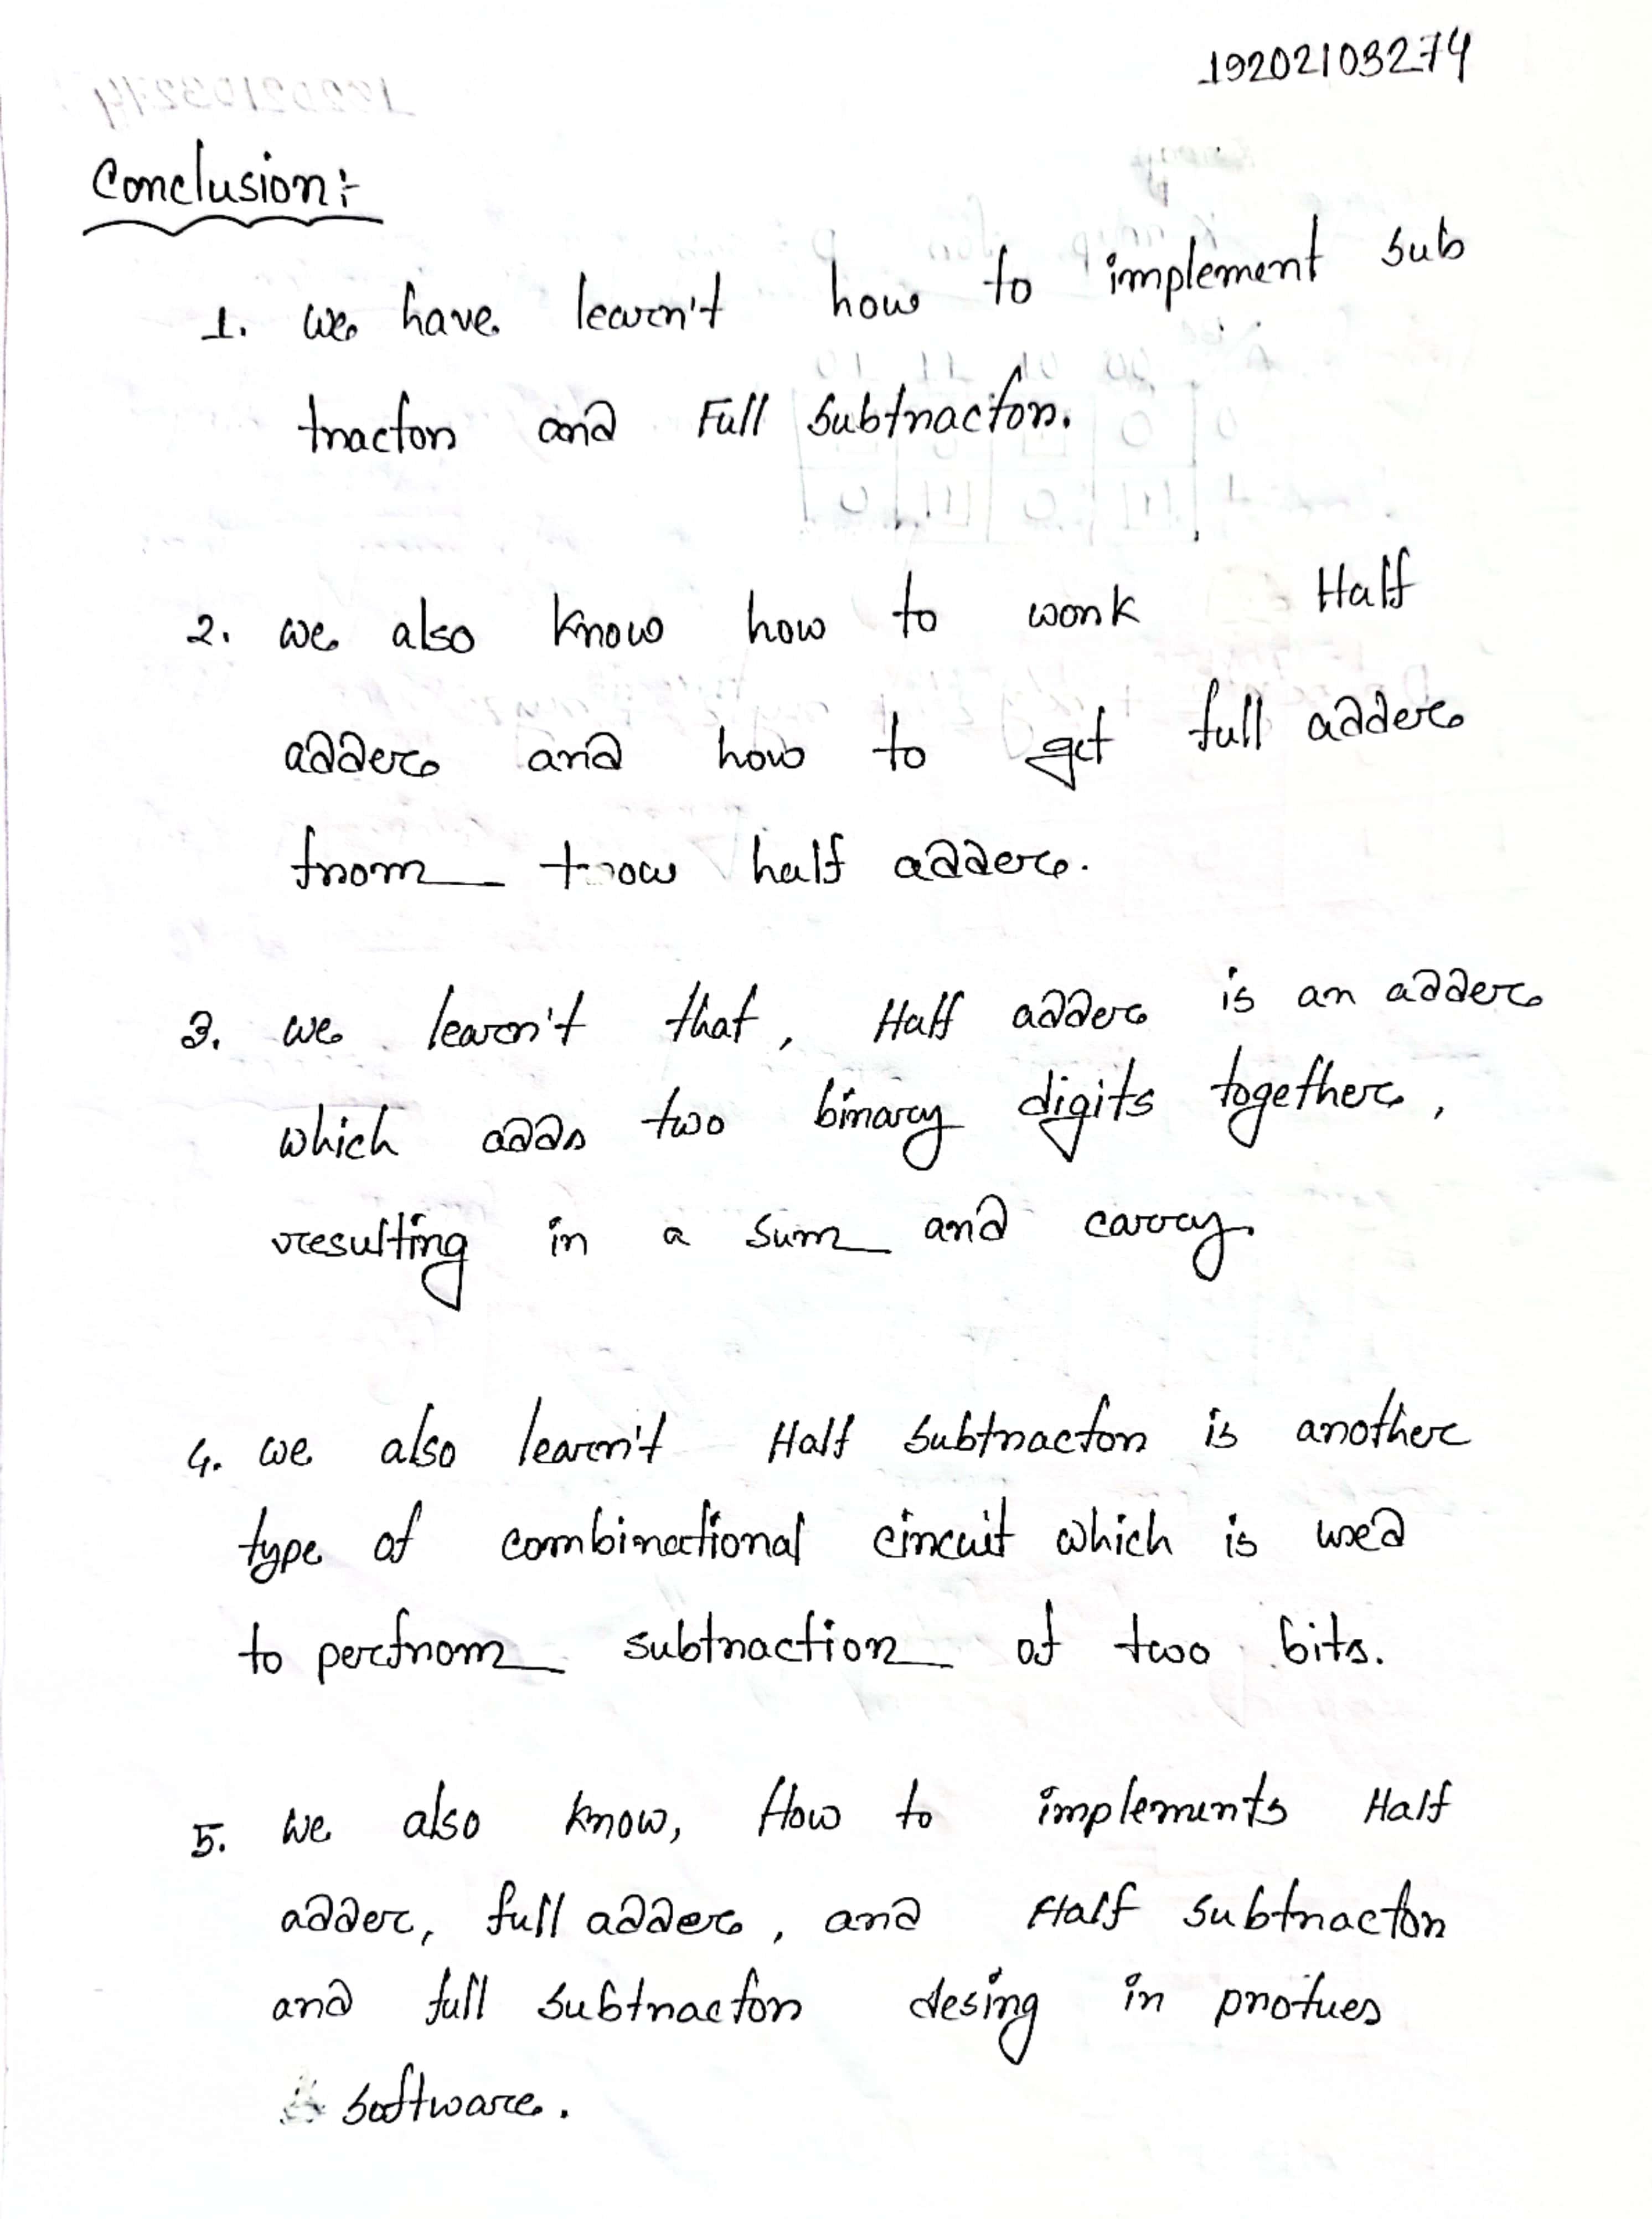 19202103274
Conclusion:-
1. we have learn't how to implement sub
tractor and Full subtractor.
2. we also know how to work Half
adder and how to get full adder
from tow half adder.
3. we learn't that, Half adder is an adder
which adds two binary digits together,
resulting in a sum and carry.
4. we also learn't Half subtractor is another
type of combinational circuit which is used
to perfrom subtraction of two bits.
5. we also know, How to implements Half
adder, full adder, and Half subtractor
and full subtractor desing in protues
software.